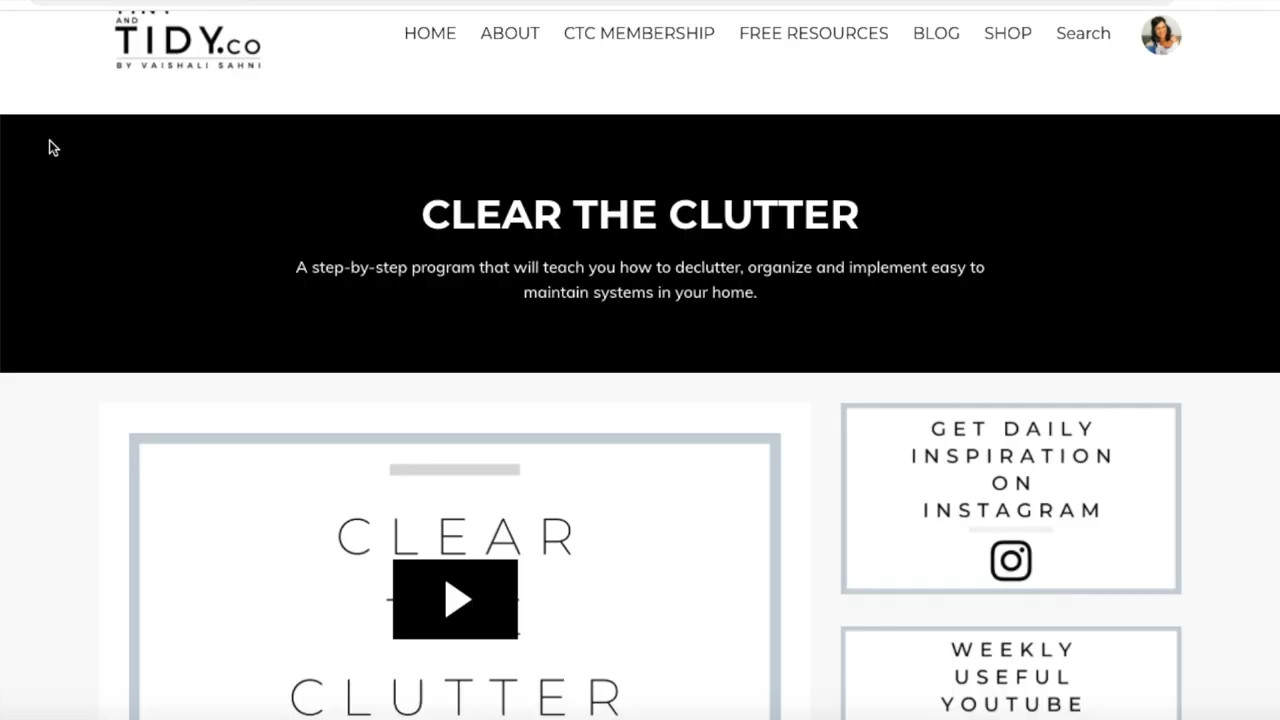 AND
TIDY.co
BY VAISHALI SAHNI
HOME ABOUT CTC MEMBERSHIP FREE RESOURCES BLOG SHOP Search
CLEAR THE CLUTTER
A step-by-step program that will teach you how to declutter, organize and implement easy to
maintain systems in your home.
CLEAR
CLUTTER
GET DAILY
INSPIRATION
ON
INSTAGRAM
WEEKLY
USEFUL
YOUTUBE